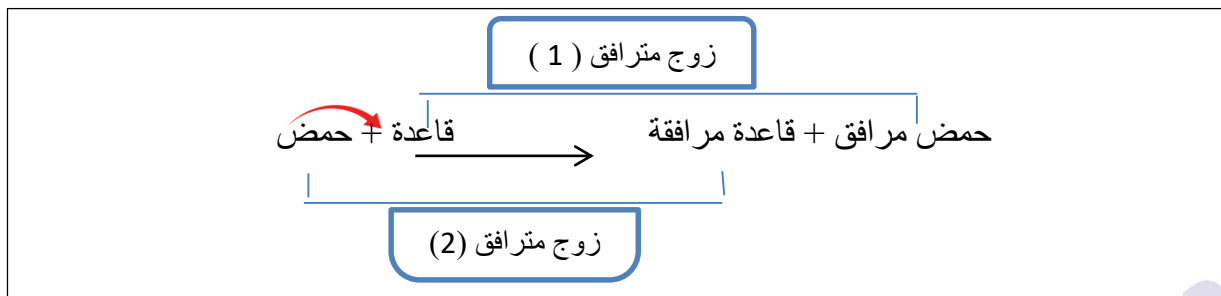 زوج مترافق ( 1 )
حمض + قاعدة ⟶ قاعدة مرافقة + حمض مرافق
زوج مترافق (2)